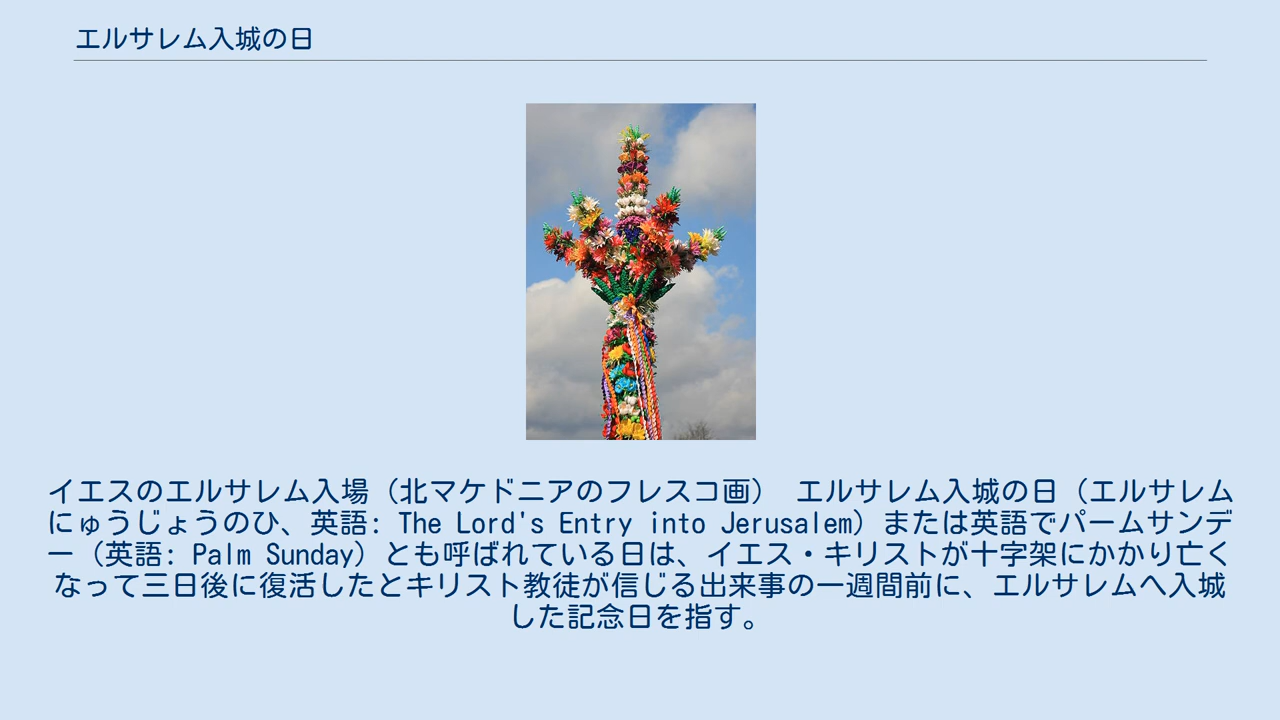 エルサレム入城の日
イエスのエルサレム入場（北マケドニアのフレスコ画）　エルサレム入城の日（エルサレム
にゅうじょうのひ、英語: The Lord's Entry into Jerusalem）または英語でパームサンデ
ー（英語: Palm Sunday）とも呼ばれている日は、イエス・キリストが十字架にかかり亡く
なって三日後に復活したとキリスト教徒が信じる出来事の一週間前に、エルサレムへ入城
した記念日を指す。